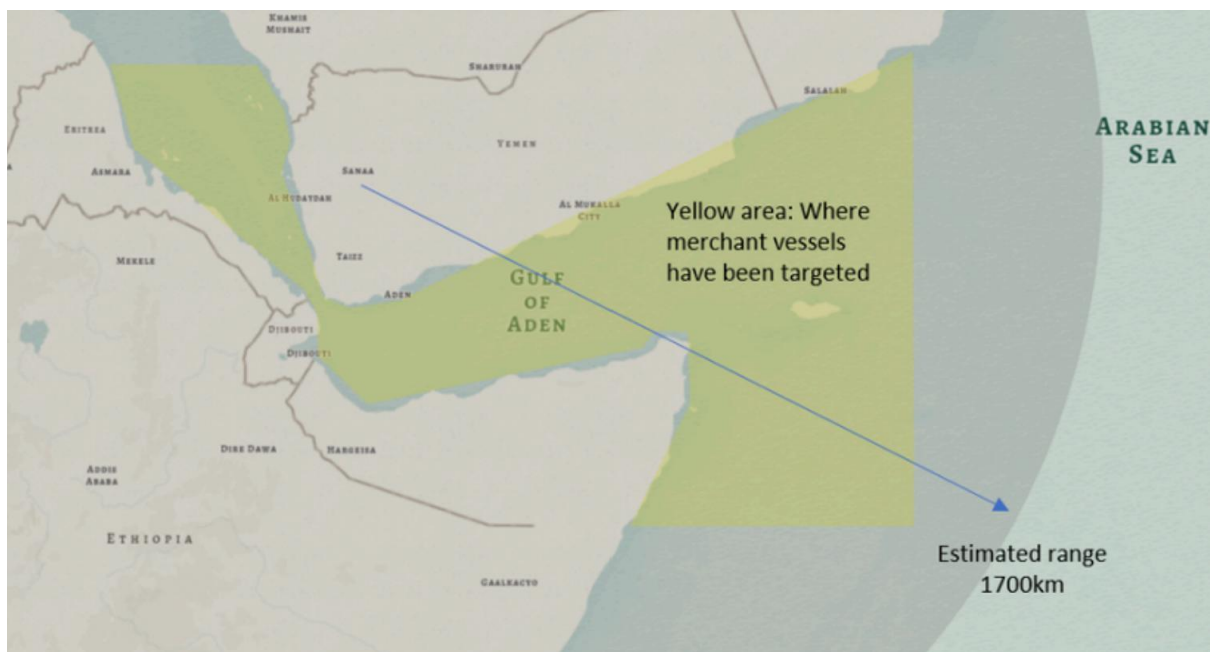 KHAMIS
MUSHAIT
SHARURAH
SALALAH
ARABIAN
SEA
ERITREA
YEMEN
ASMARA
SANAA
AL HUDAYDAH
AL MUKALLA
CITY
Yellow area: Where
merchant vessels
have been targeted
MEKELE
TAIZZ
GULF
OF
ADEN
ADEN
DJIBOUTI
DJIBOUTI
DIRE DAWA
HARGEISA
ADDIS
ABABA
ETHIOPIA
Estimated range
1700km
GAALKACYO